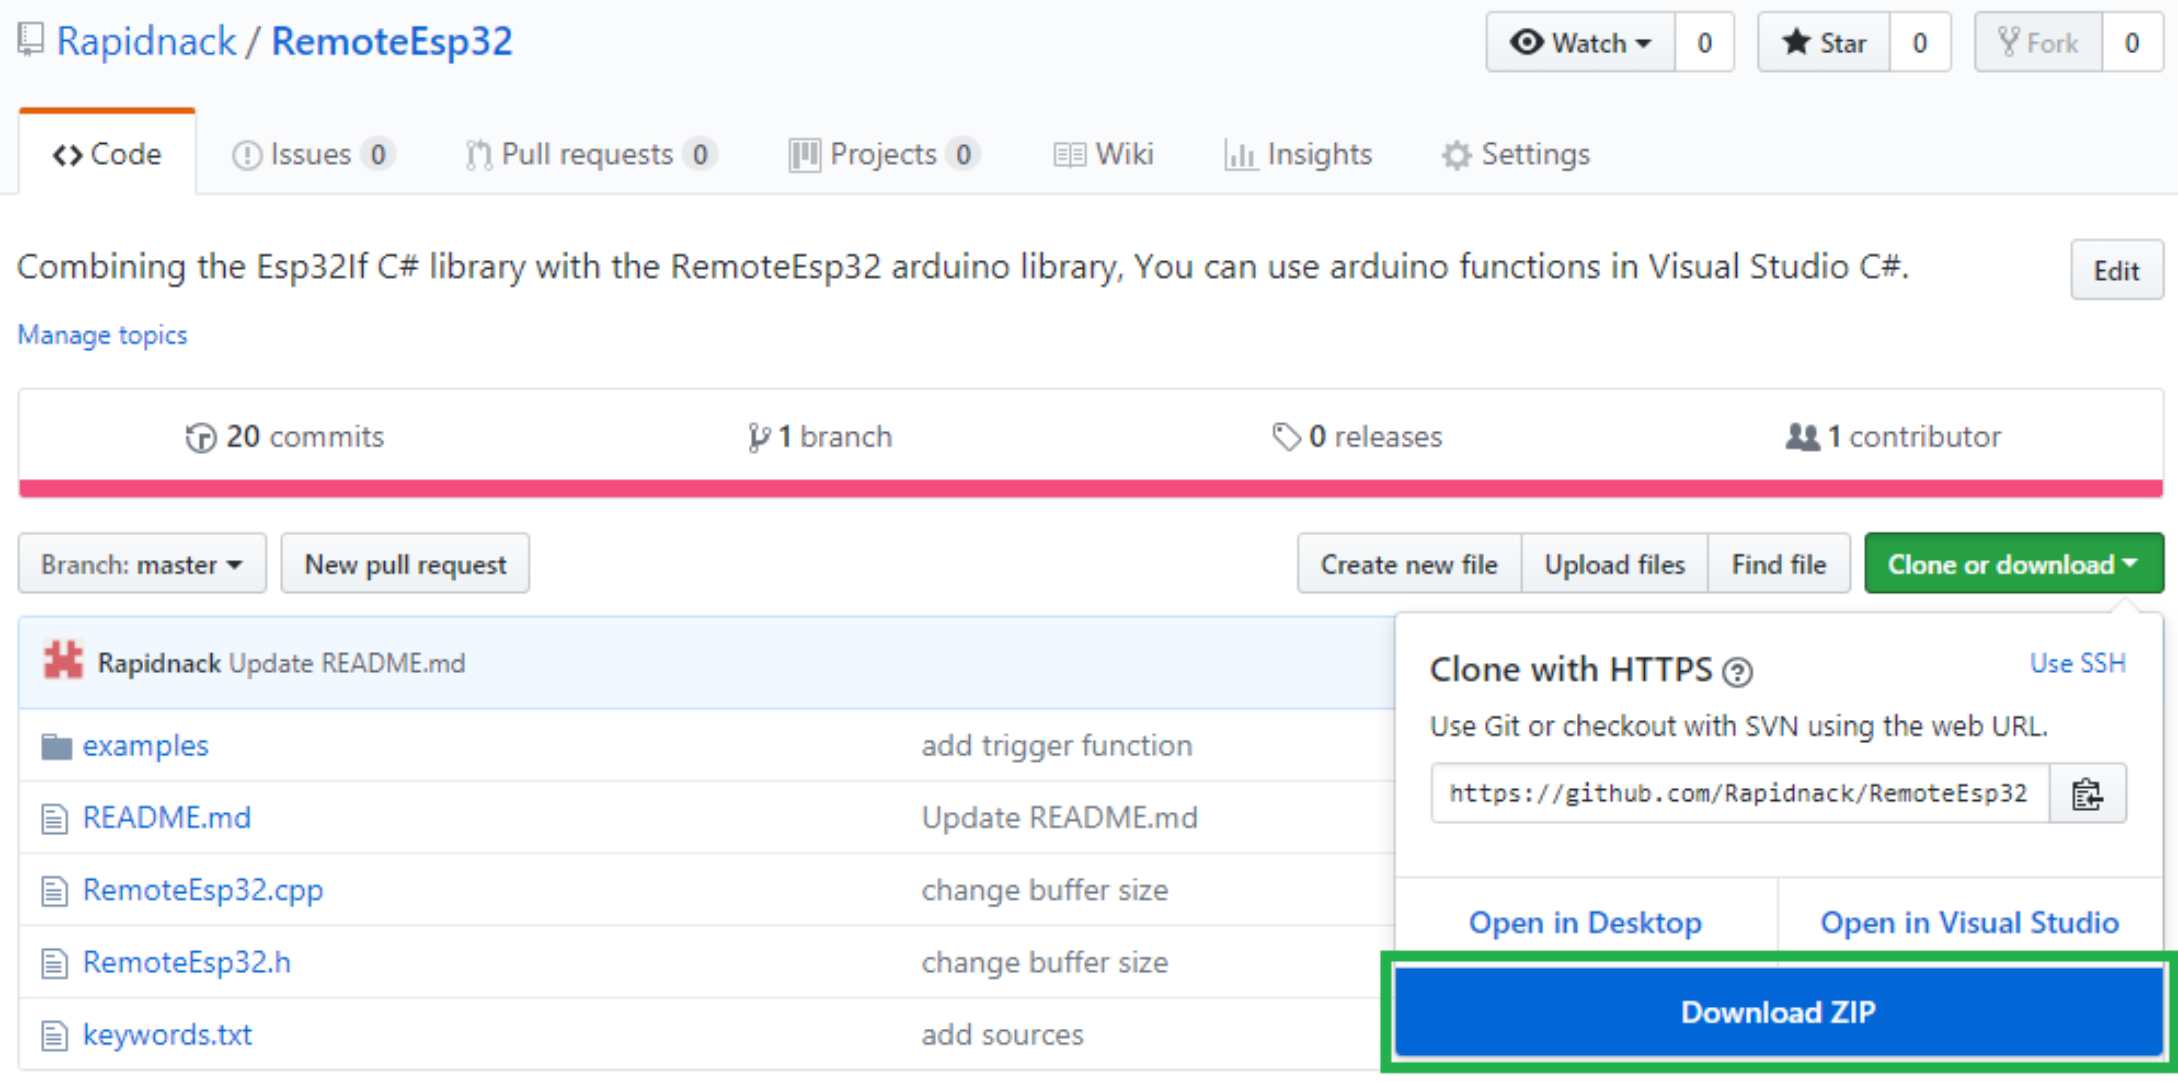 Rapidnack / RemoteEsp32
Watch 0 Star 0 Fork 0
Code Issues 0 Pull requests 0 Projects 0 Wiki Insights Settings
Combining the Esp32If C# library with the RemoteEsp32 arduino library, You can use arduino functions in Visual Studio C#.
Edit
Manage topics
20 commits 1 branch 0 releases 1 contributor
Branch: master New pull request Create new file Upload files Find file Clone or download
Rapidnack Update README.md
examples add trigger function
README.md Update README.md
RemoteEsp32.cpp change buffer size
RemoteEsp32.h change buffer size
keywords.txt add sources
Clone with HTTPS ? Use SSH
Use Git or checkout with SVN using the web URL.
https://github.com/Rapidnack/RemoteEsp32
Open in Desktop Open in Visual Studio
Download ZIP